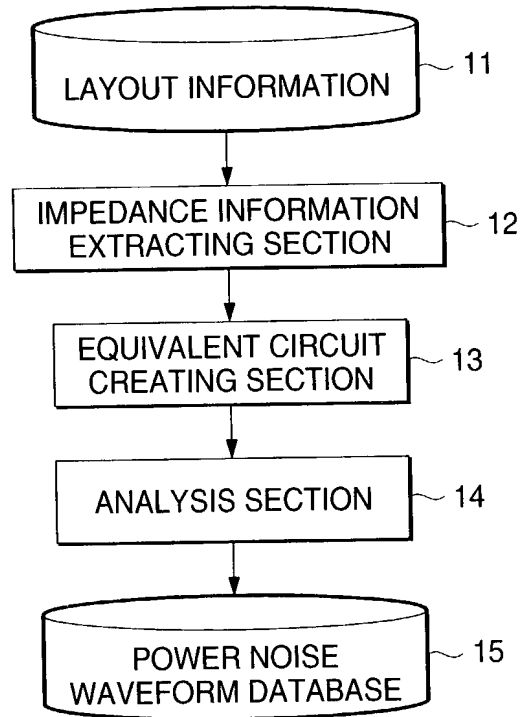 LAYOUT INFORMATION
11
IMPEDANCE INFORMATION
EXTRACTING SECTION
12
EQUIVALENT CIRCUIT
CREATING SECTION
13
ANALYSIS SECTION
14
POWER NOISE
WAVEFORM DATABASE
15